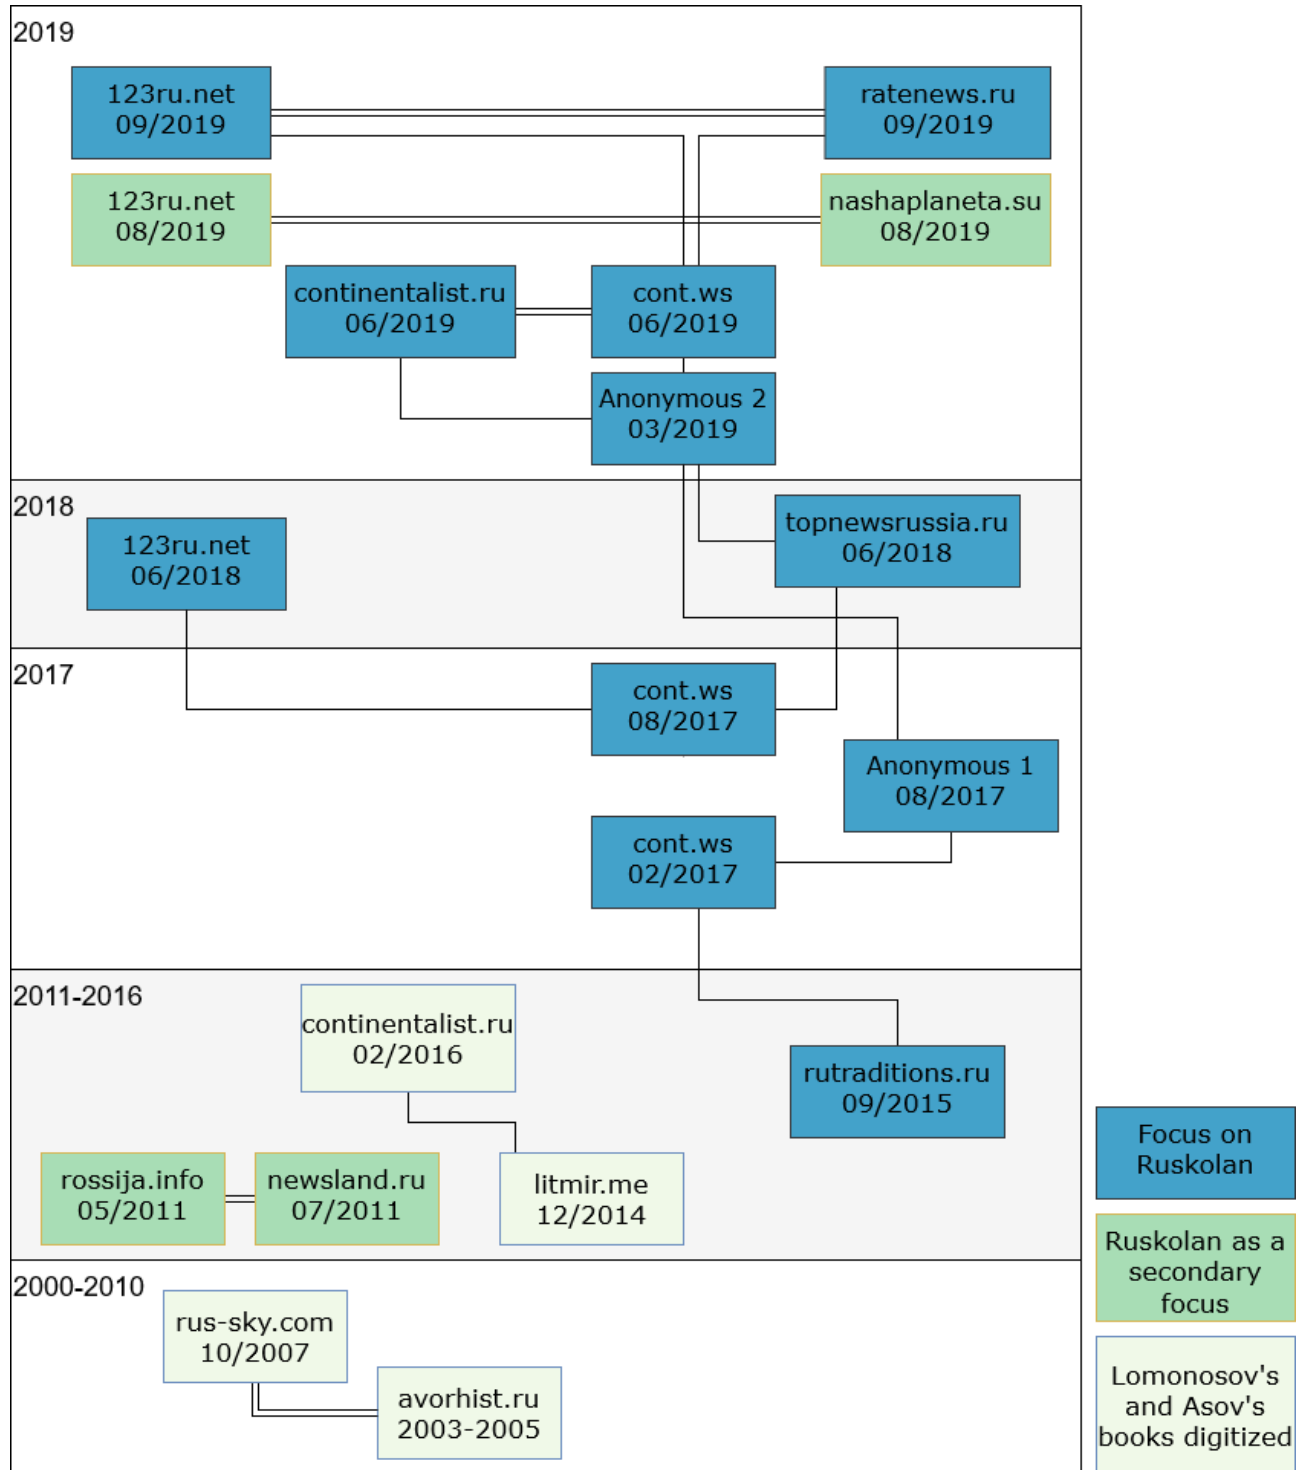 2019
123ru.net
09/2019
ratenews.ru
09/2019
123ru.net
08/2019
nashaplaneta.su
08/2019
continentalist.ru
06/2019
cont.ws
06/2019
Anonymous 2
03/2019
2018
123ru.net
06/2018
topnewsrussia.ru
06/2018
2017
cont.ws
08/2017
Anonymous 1
08/2017
cont.ws
02/2017
2011-2016
continentalist.ru
02/2016
rutraditions.ru
09/2015
rossija.info
05/2011
newsland.ru
07/2011
litmir.me
12/2014
2000-2010
rus-sky.com
10/2007
avorhist.ru
2003-2005
Focus on
Ruskolan
Ruskolan as a
secondary
focus
Lomonosov's
and Asov's
books digitized